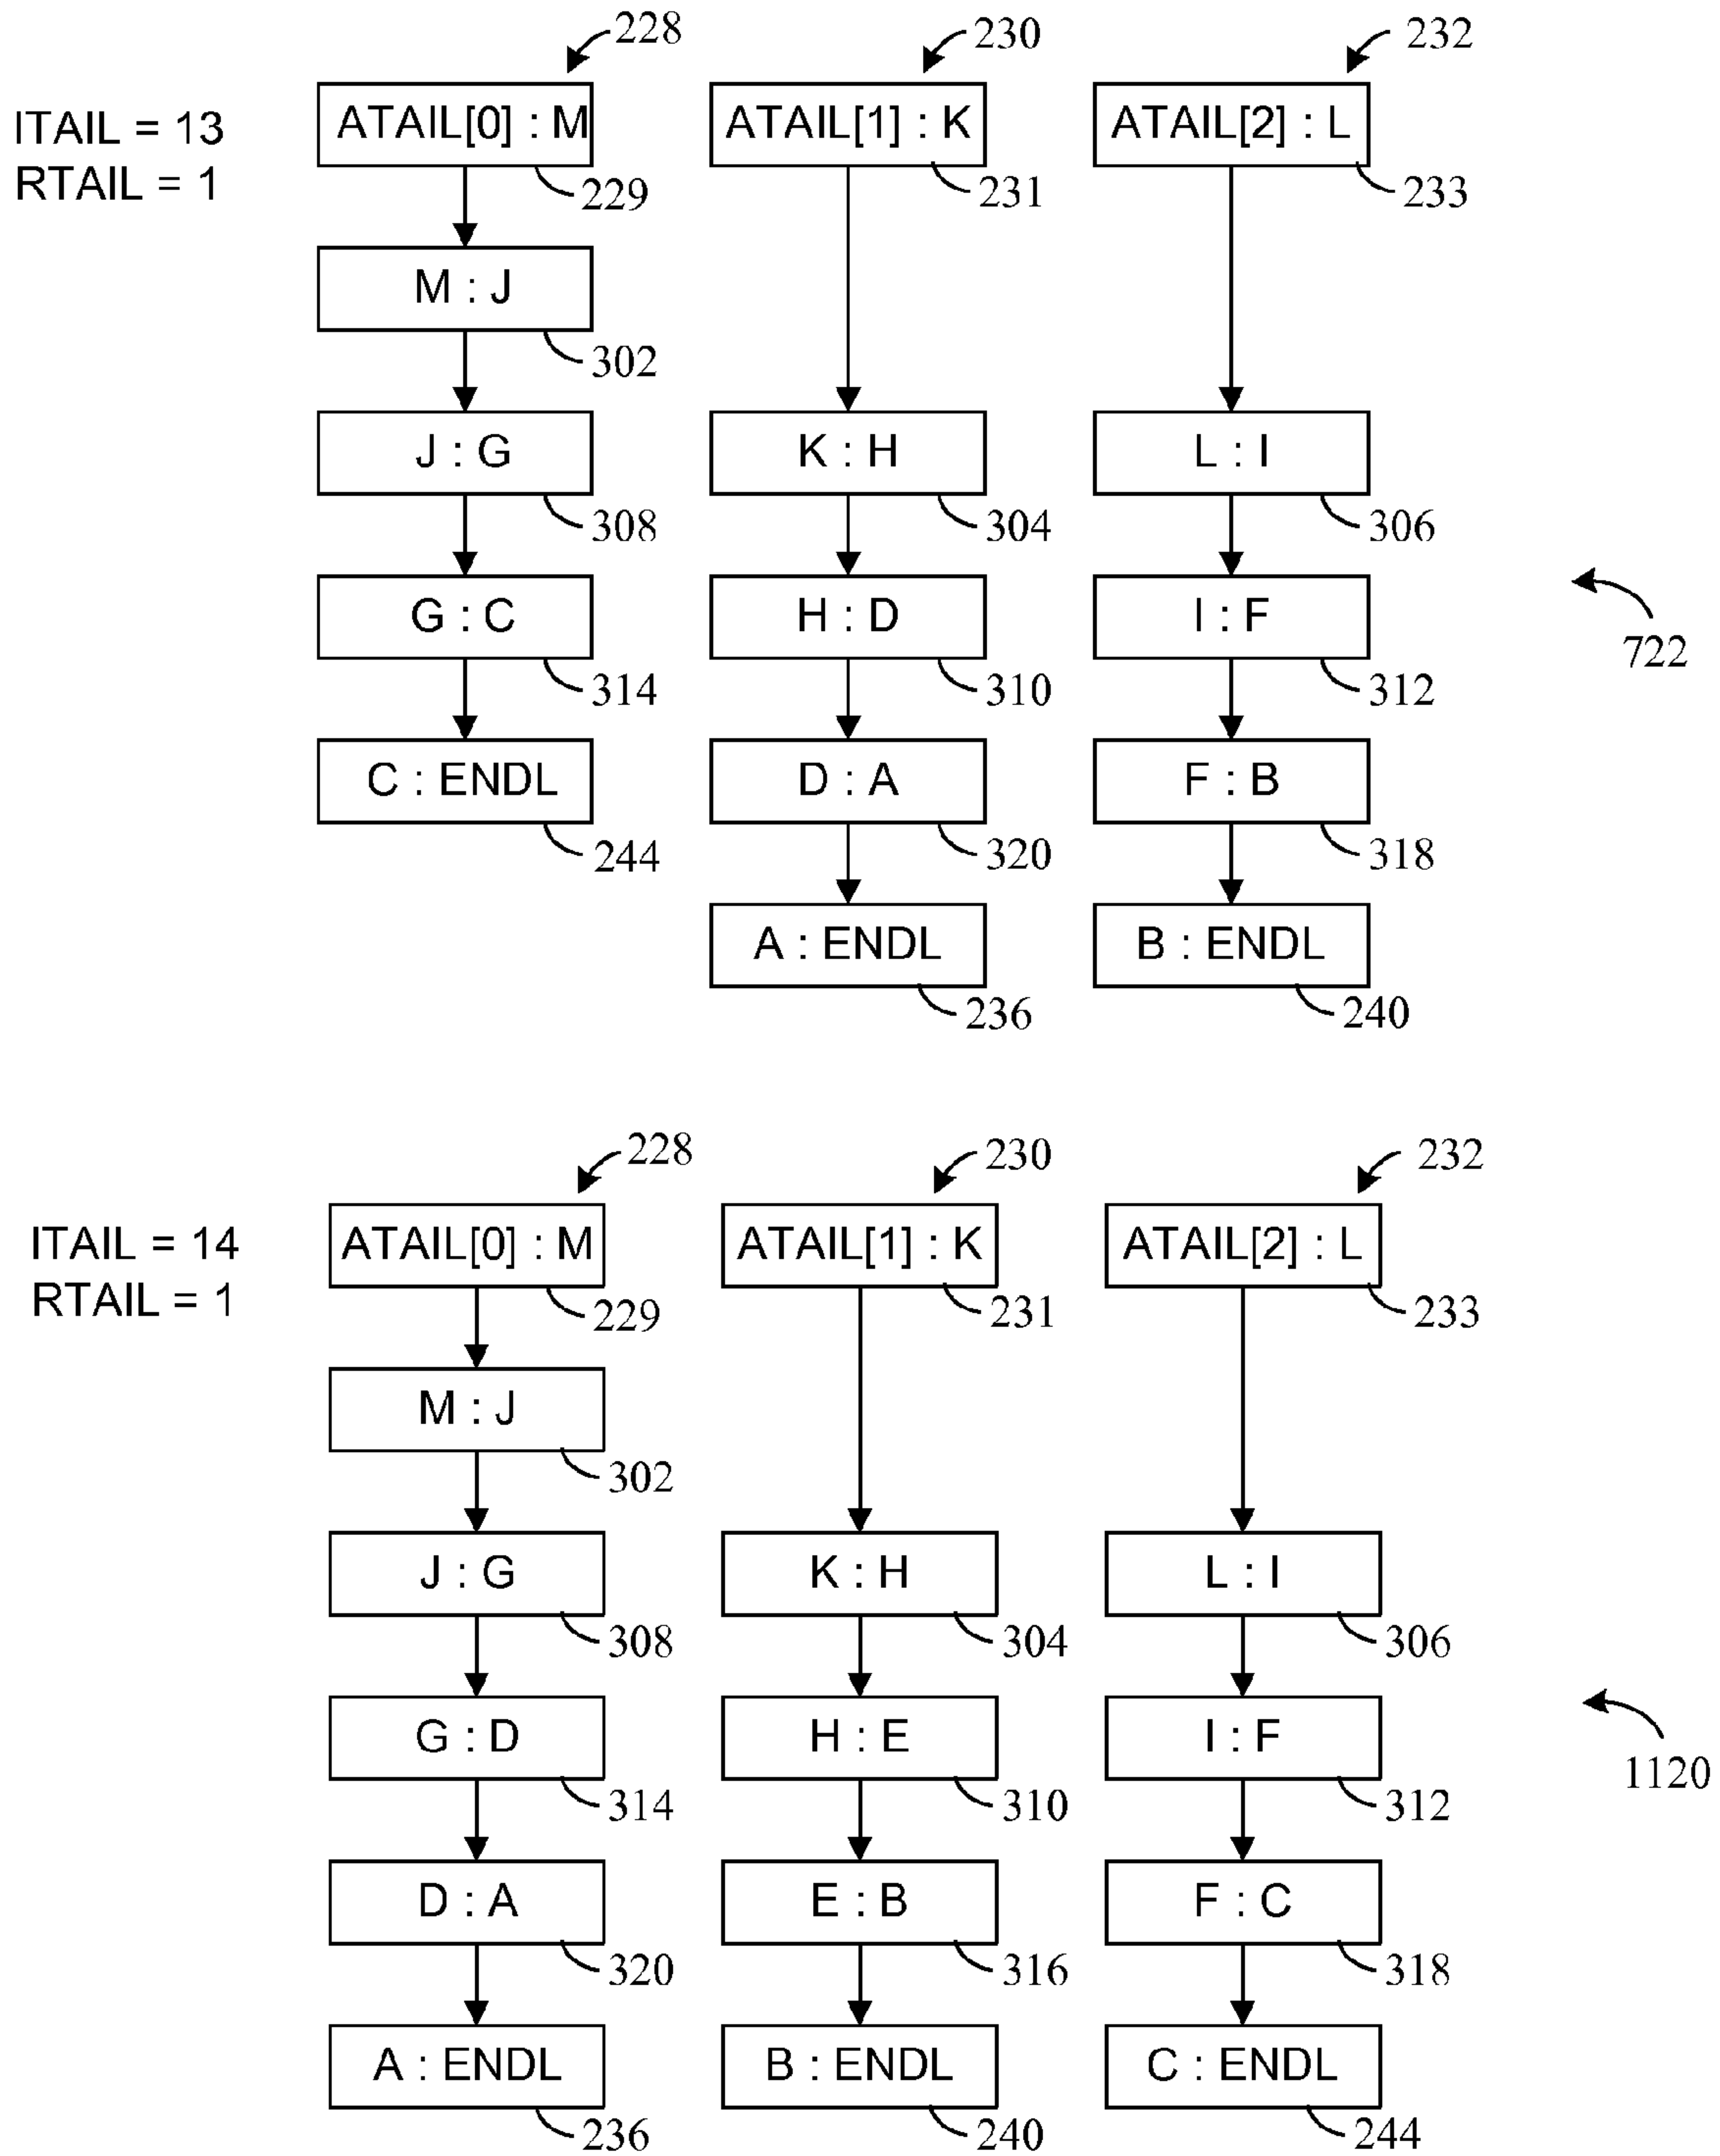 228
230
232
ITAIL = 13
RTAIL = 1
ATAIL[0] : M
ATAIL[1] : K
ATAIL[2] : L
229
231
233
M : J
302
J : G
K : H
L : I
308
304
306
G : C
H : D
I : F
314
310
312
722
C : ENDL
D : A
F : B
244
320
318
A : ENDL
B : ENDL
236
240
228
230
232
ITAIL = 14
RTAIL = 1
ATAIL[0] : M
ATAIL[1] : K
ATAIL[2] : L
229
231
233
M : J
302
J : G
K : H
L : I
308
304
306
G : D
H : E
I : F
314
310
312
1120
D : A
E : B
F : C
320
316
318
A : ENDL
B : ENDL
C : ENDL
236
240
244